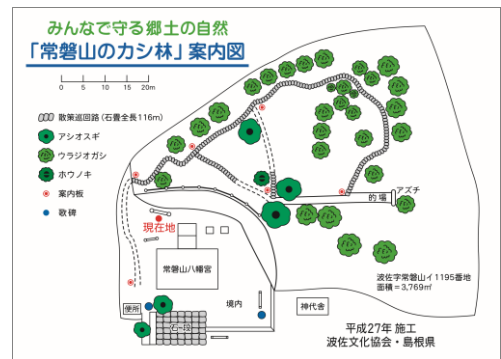 みんなで守る郷土の自然
「常磐山のカシ林」案内図
0 5 10 15 20m
散策巡回路(石畳全長116m)
アシオスギ
ウラジオガシ
ホウノキ
案内板
歌碑
現在地
常磐山八幡宮
便所
石段
境内
神代舎
的場
アズチ
波佐字常磐山イ1195番地
面積=3,769㎡
平成27年 施工
波佐文化協会・島根県